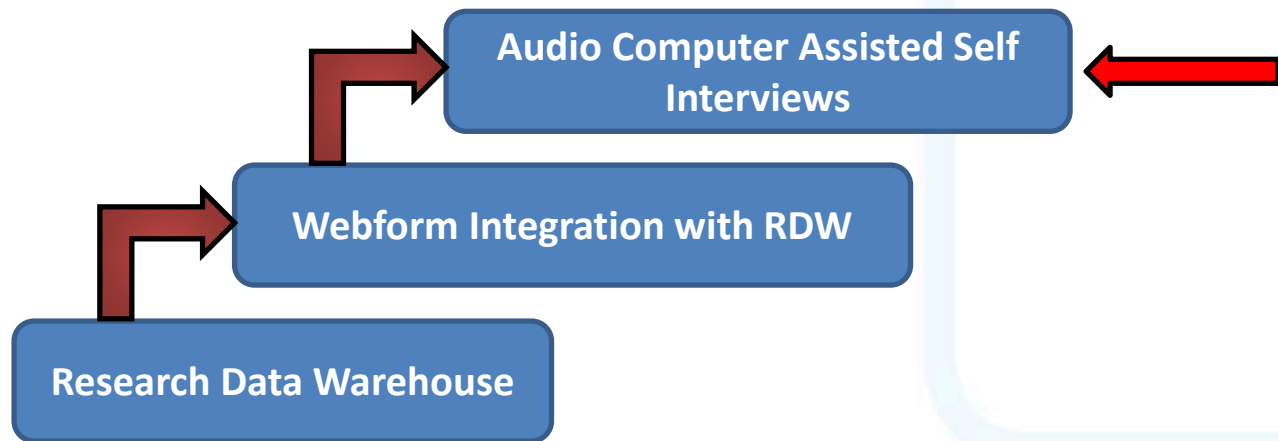 Audio Computer Assisted Self
Interviews
Webform Integration with RDW
Research Data Warehouse